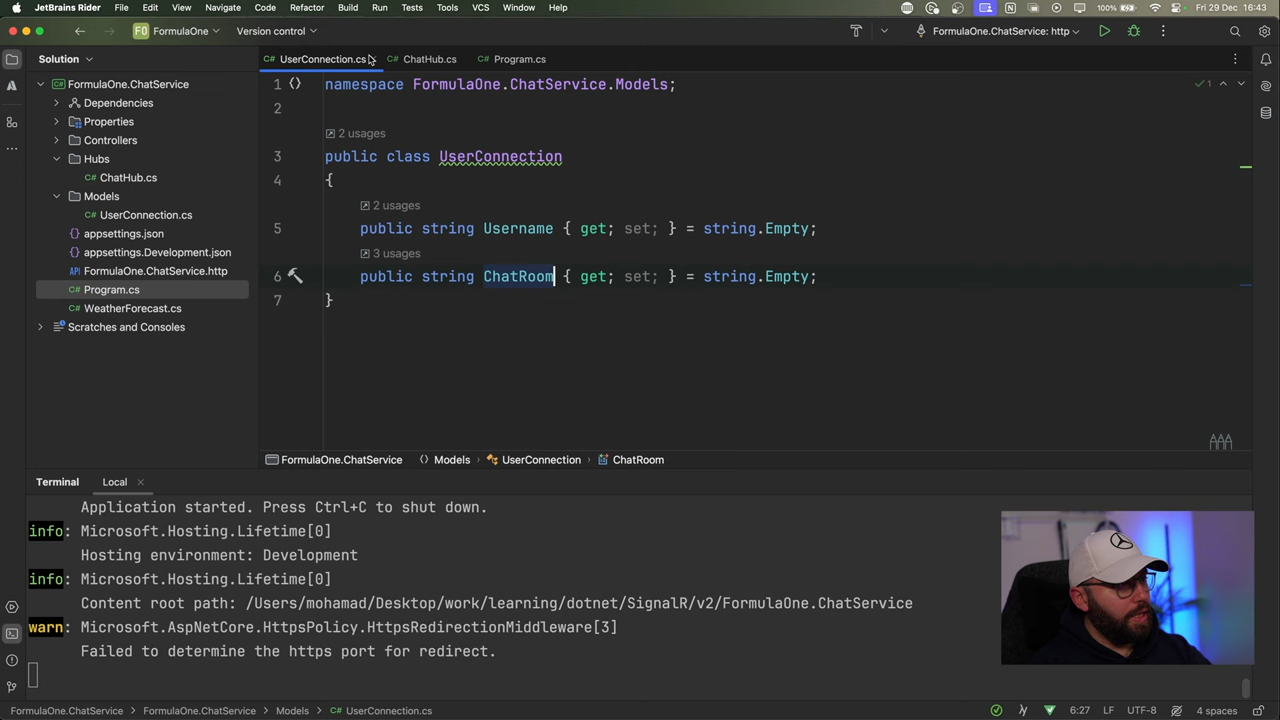 JetBrains Rider File Edit View Navigate Code Refactor Build Run Tests Tools VCS Window Help 100% Fri 29 Dec 16:43
FO FormulaOne Version control FormulaOne.ChatService: http
Solution
UserConnection.cs ChatHub.cs Program.cs
FormulaOne.ChatService
Dependencies
Properties
Controllers
Hubs
ChatHub.cs
Models
UserConnection.cs
appsettings.json
appsettings.Development.json
FormulaOne.ChatService.http
Program.cs
WeatherForecast.cs
Scratches and Consoles
1 namespace FormulaOne.ChatService.Models;
2
2 usages
3 public class UserConnection
4 {
2 usages
5 public string Username { get; set; } = string.Empty;
3 usages
6 public string ChatRoom { get; set; } = string.Empty;
7 }
1
FormulaOne.ChatService Models UserConnection ChatRoom
Terminal Local
Application started. Press Ctrl+C to shut down.
info: Microsoft.Hosting.Lifetime[0]
Hosting environment: Development
info: Microsoft.Hosting.Lifetime[0]
Content root path: /Users/mohamad/Desktop/work/learning/dotnet/SignalR/v2/FormulaOne.ChatService
warn: Microsoft.AspNetCore.HttpsPolicy.HttpsRedirectionMiddleware[3]
Failed to determine the https port for redirect.
FormulaOne.ChatService FormulaOne.ChatService Models UserConnection.cs 6:27 LF UTF-8 4 spaces